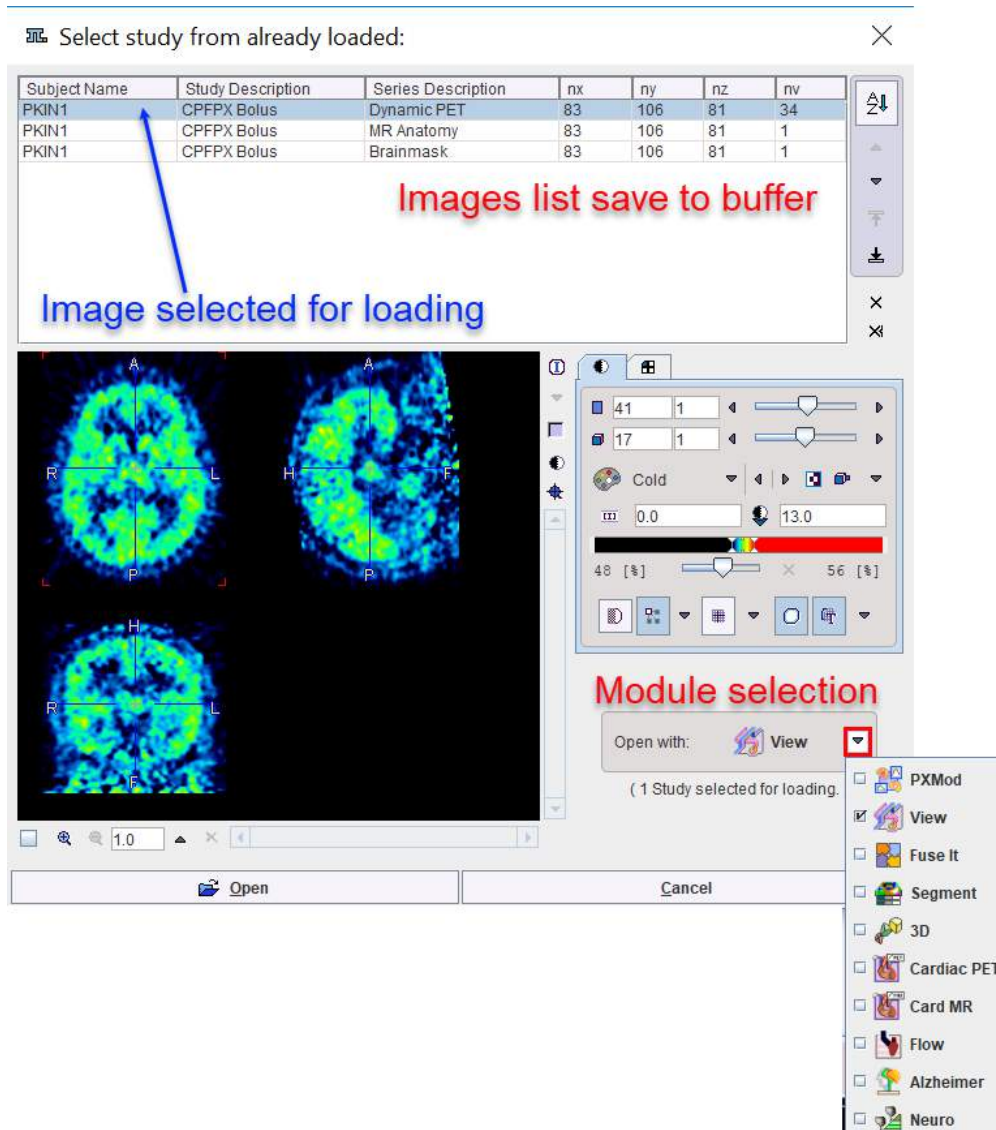 Select study from already loaded:
Subject Name Study Description Series Description nx ny nz nv
PKIN1 CPFPX Bolus Dynamic PET 83 106 81 34
PKIN1 CPFPX Bolus MR Anatomy 83 106 81 1
PKIN1 CPFPX Bolus Brainmask 83 106 81 1
Images list save to buffer
Image selected for loading
A A
R L H F
P P
H
R L
F
41 1
17 1
Cold
0.0 13.0
48 [%] 56 [%]
Module selection
Open with: View
( 1 Study selected for loading.
PXMod
View
Fuse It
Segment
3D
Cardiac PET
Card MR
Flow
Alzheimer
Neuro
1.0
Open Cancel